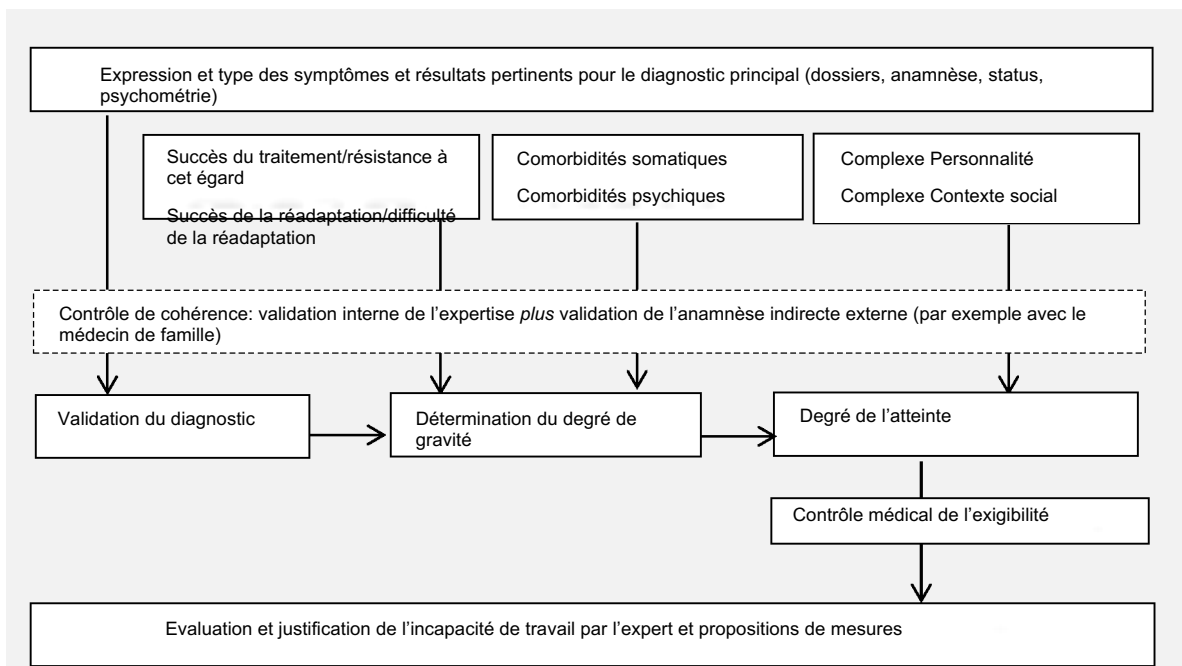 Expression et type des symptômes et résultats pertinents pour le diagnostic principal (dossiers, anamnèse, status,
psychométrie)
Succès du traitement/résistance à
cet égard
Succès de la réadaptation/difficulté
de la réadaptation
Comorbidités somatiques
Comorbidités psychiques
Complexe Personnalité
Complexe Contexte social
Contrôle de cohérence: validation interne de l'expertise plus validation de l'anamnèse indirecte externe (par exemple avec le
médecin de famille)
Validation du diagnostic
Détermination du degré de
gravité
Degré de l'atteinte
Contrôle médical de l'exigibilité
Evaluation et justification de l'incapacité de travail par l'expert et propositions de mesures